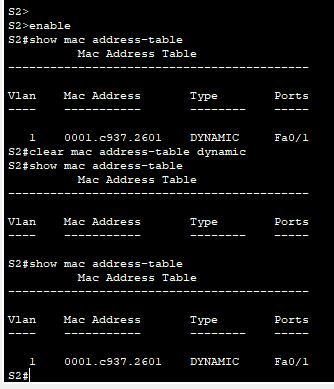 S2>
S2>enable
S2#show mac address-table
          Mac Address Table
-------------------------------------------

Vlan    Mac Address       Type        Ports
----    -----------       --------    -----

   1    0001.c937.2601    DYNAMIC     Fa0/1
S2#clear mac address-table dynamic
S2#show mac address-table
          Mac Address Table
-------------------------------------------

Vlan    Mac Address       Type        Ports
----    -----------       --------    -----

S2#show mac address-table
          Mac Address Table
-------------------------------------------

Vlan    Mac Address       Type        Ports
----    -----------       --------    -----

   1    0001.c937.2601    DYNAMIC     Fa0/1
S2#